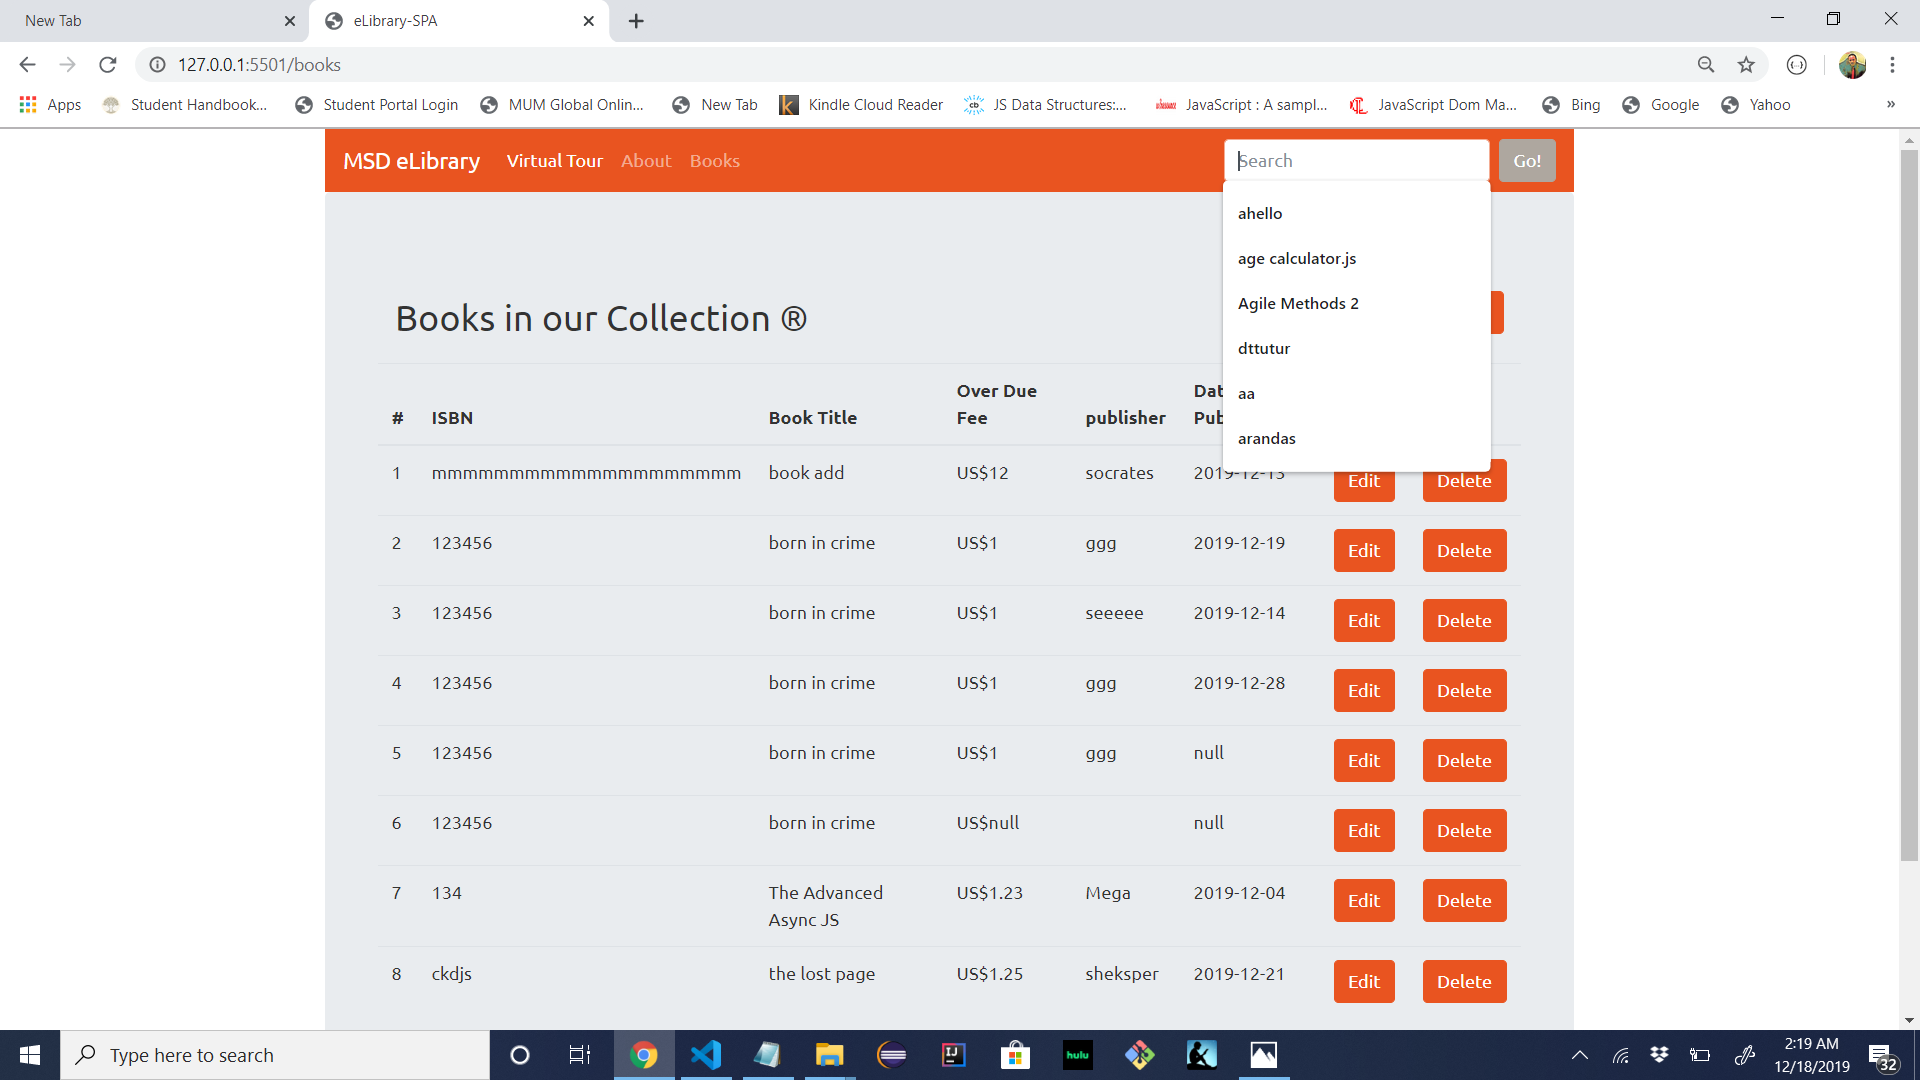 New Tab
eLibrary-SPA
127.0.0.1:5501/books
Apps
Student Handbook...
Student Portal Login
MUM Global Onlin...
New Tab
Kindle Cloud Reader
JS Data Structures:...
JavaScript : A sampl...
JavaScript Dom Ma...
Bing
Google
Yahoo
»
MSD eLibrary Virtual Tour About Books
Search Go!
ahello
age calculator.js
Agile Methods 2
dttutur
aa
arandas
Books in our Collection ®
# ISBN Book Title Over Due Fee publisher Dat Pub
1 mmmmmmmmmmmmmmmmmmmm book add US$12 socrates 2019-12-13 Edit Delete
2 123456 born in crime US$1 ggg 2019-12-19 Edit Delete
3 123456 born in crime US$1 seeeee 2019-12-14 Edit Delete
4 123456 born in crime US$1 ggg 2019-12-28 Edit Delete
5 123456 born in crime US$1 ggg null Edit Delete
6 123456 born in crime US$null null Edit Delete
7 134 The Advanced Async JS US$1.23 Mega 2019-12-04 Edit Delete
8 ckdjs the lost page US$1.25 sheksper 2019-12-21 Edit Delete
Type here to search
hulu
2:19 AM
12/18/2019
32